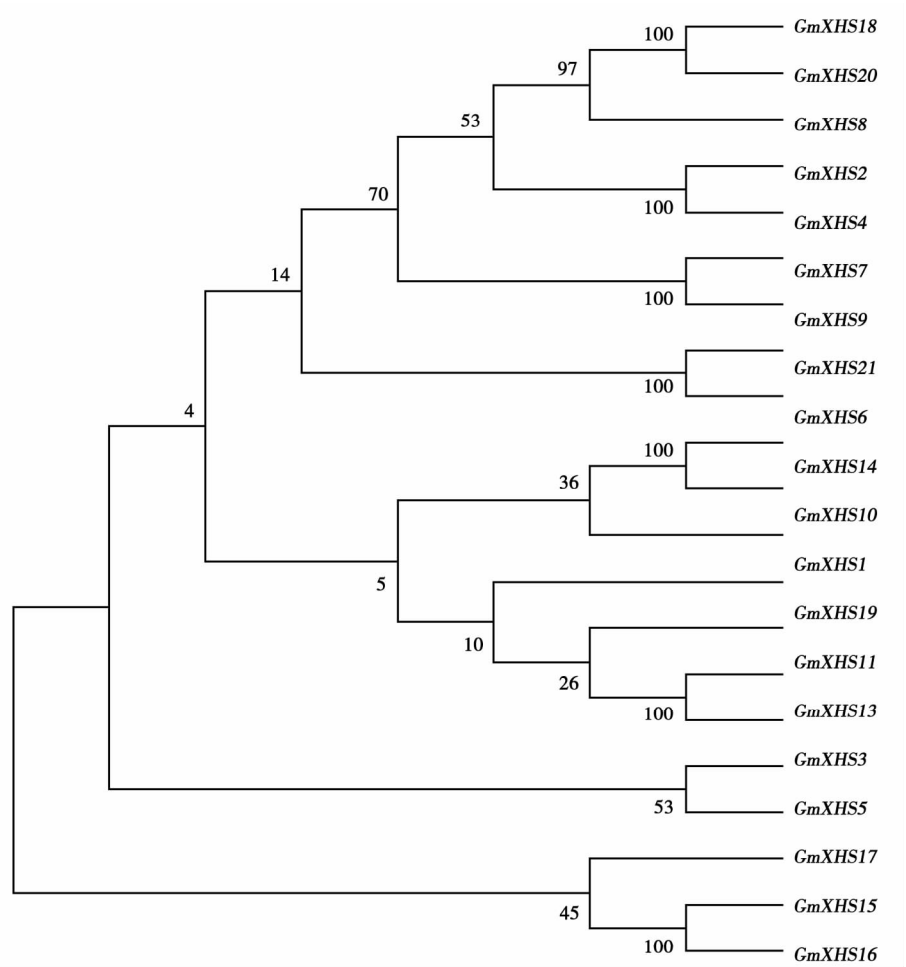 GmXHS18
100
GmXHS20
97
GmXHS8
53
GmXHS2
100
GmXHS4
70
GmXHS7
14
100
GmXHS9
GmXHS21
100
4
GmXHS6
100
GmXHS14
36
GmXHS10
GmXHS1
5
GmXHS19
10
GmXHS11
26
100
GmXHS13
GmXHS3
53
GmXHS5
GmXHS17
45
GmXHS15
100
GmXHS16